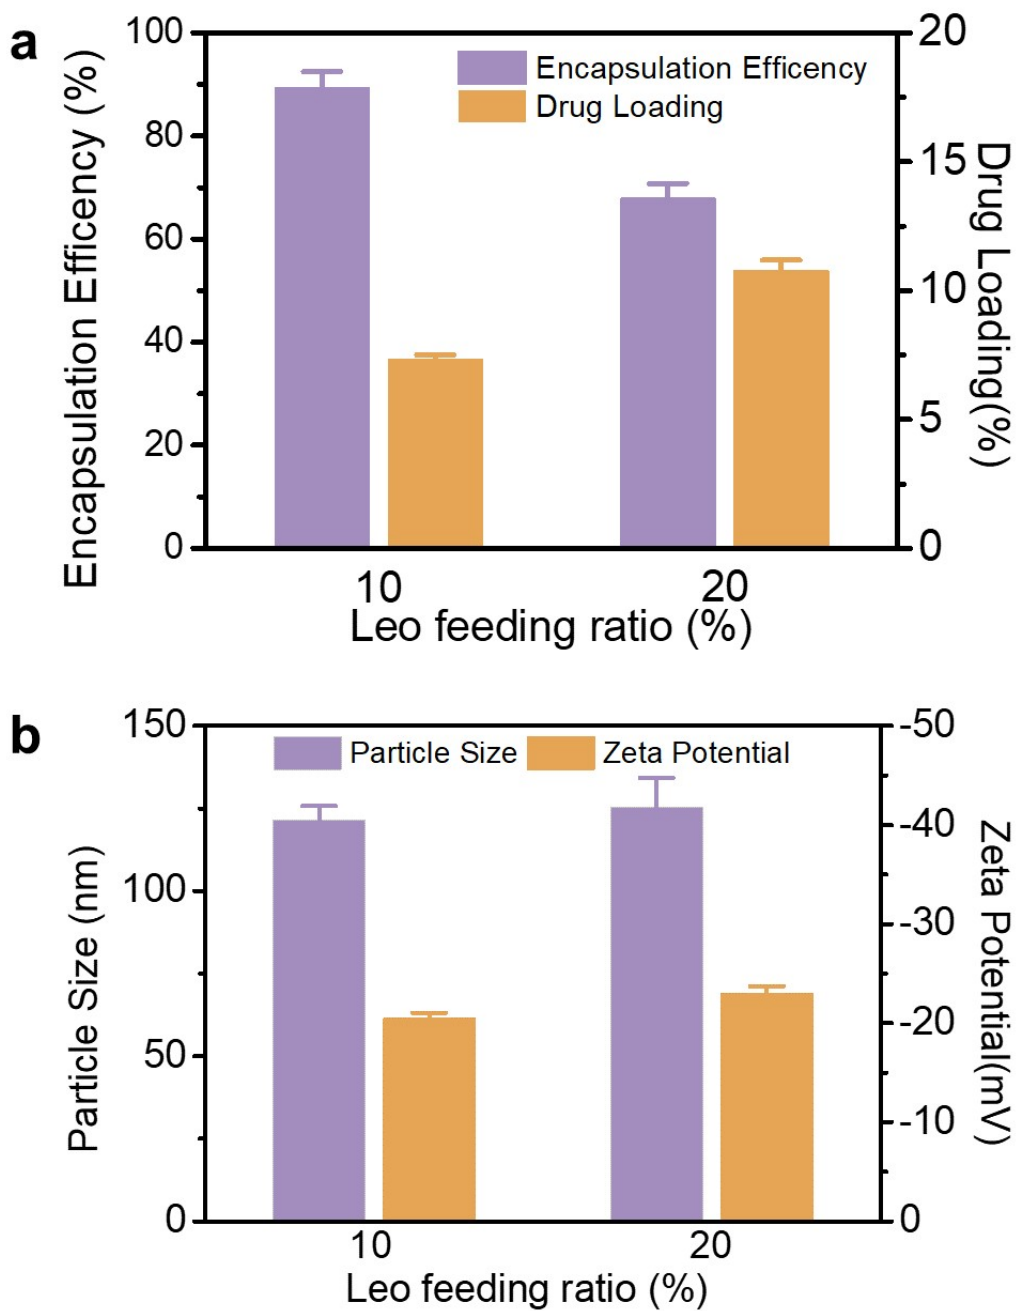 a
Encapsulation Efficency (%)
100
80
60
40
20
0
Encapsulation Efficency
Drug Loading
20
15
10
5
0
Drug Loading(%)
10
20
Leo feeding ratio (%)
b
Particle Size (nm)
150
100
50
0
Particle Size
Zeta Potential
-50
-40
-30
-20
-10
0
Zeta Potential(mV)
10
20
Leo feeding ratio (%)